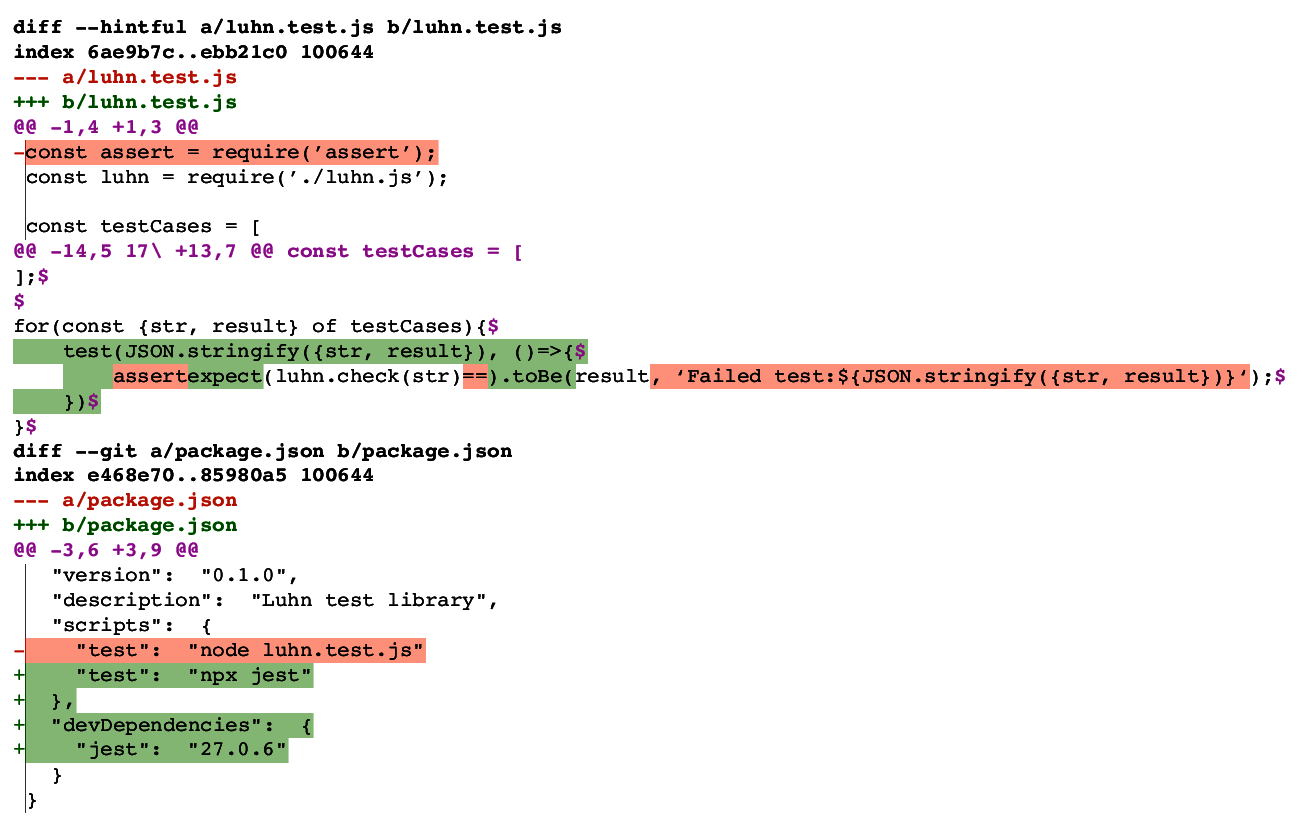 diff --hintful a/luhn.test.js b/luhn.test.js
index 6ae9b7c..ebb21c0 100644
--- a/luhn.test.js
+++ b/luhn.test.js
@@ -1,4 +1,3 @@
-const assert = require(’assert’);
 const luhn = require(’./luhn.js’);
 const testCases = [
@@ -14,5 17\ +13,7 @@ const testCases = [
];$
$
for(const {str, result} of testCases){$
    test(JSON.stringify({str, result}), ()=>{$
        assertexpect(luhn.check(str)==).toBe(result, ‘Failed test:${JSON.stringify({str, result})}‘);$
    })$
}$
diff --git a/package.json b/package.json
index e468e70..85980a5 100644
--- a/package.json
+++ b/package.json
@@ -3,6 +3,9 @@
   "version":  "0.1.0",
   "description":  "Luhn test library",
   "scripts":  {
-    "test":  "node luhn.test.js"
+    "test":  "npx jest"
+  },
+  "devDependencies":  {
+    "jest":  "27.0.6"
   }
 }